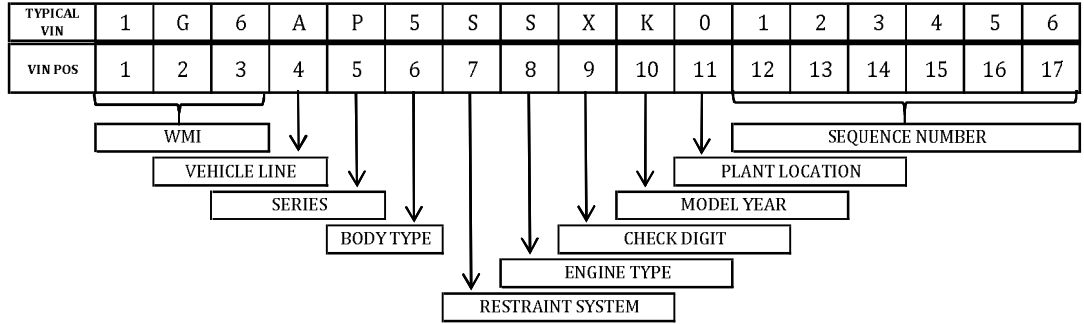 TYPICAL VIN 1 G 6 A P 5 S S X K 0 1 2 3 4 5 6
VIN POS 1 2 3 4 5 6 7 8 9 10 11 12 13 14 15 16 17
WMI SEQUENCE NUMBER
VEHICLE LINE PLANT LOCATION
SERIES MODEL YEAR
BODY TYPE CHECK DIGIT
ENGINE TYPE
RESTRAINT SYSTEM